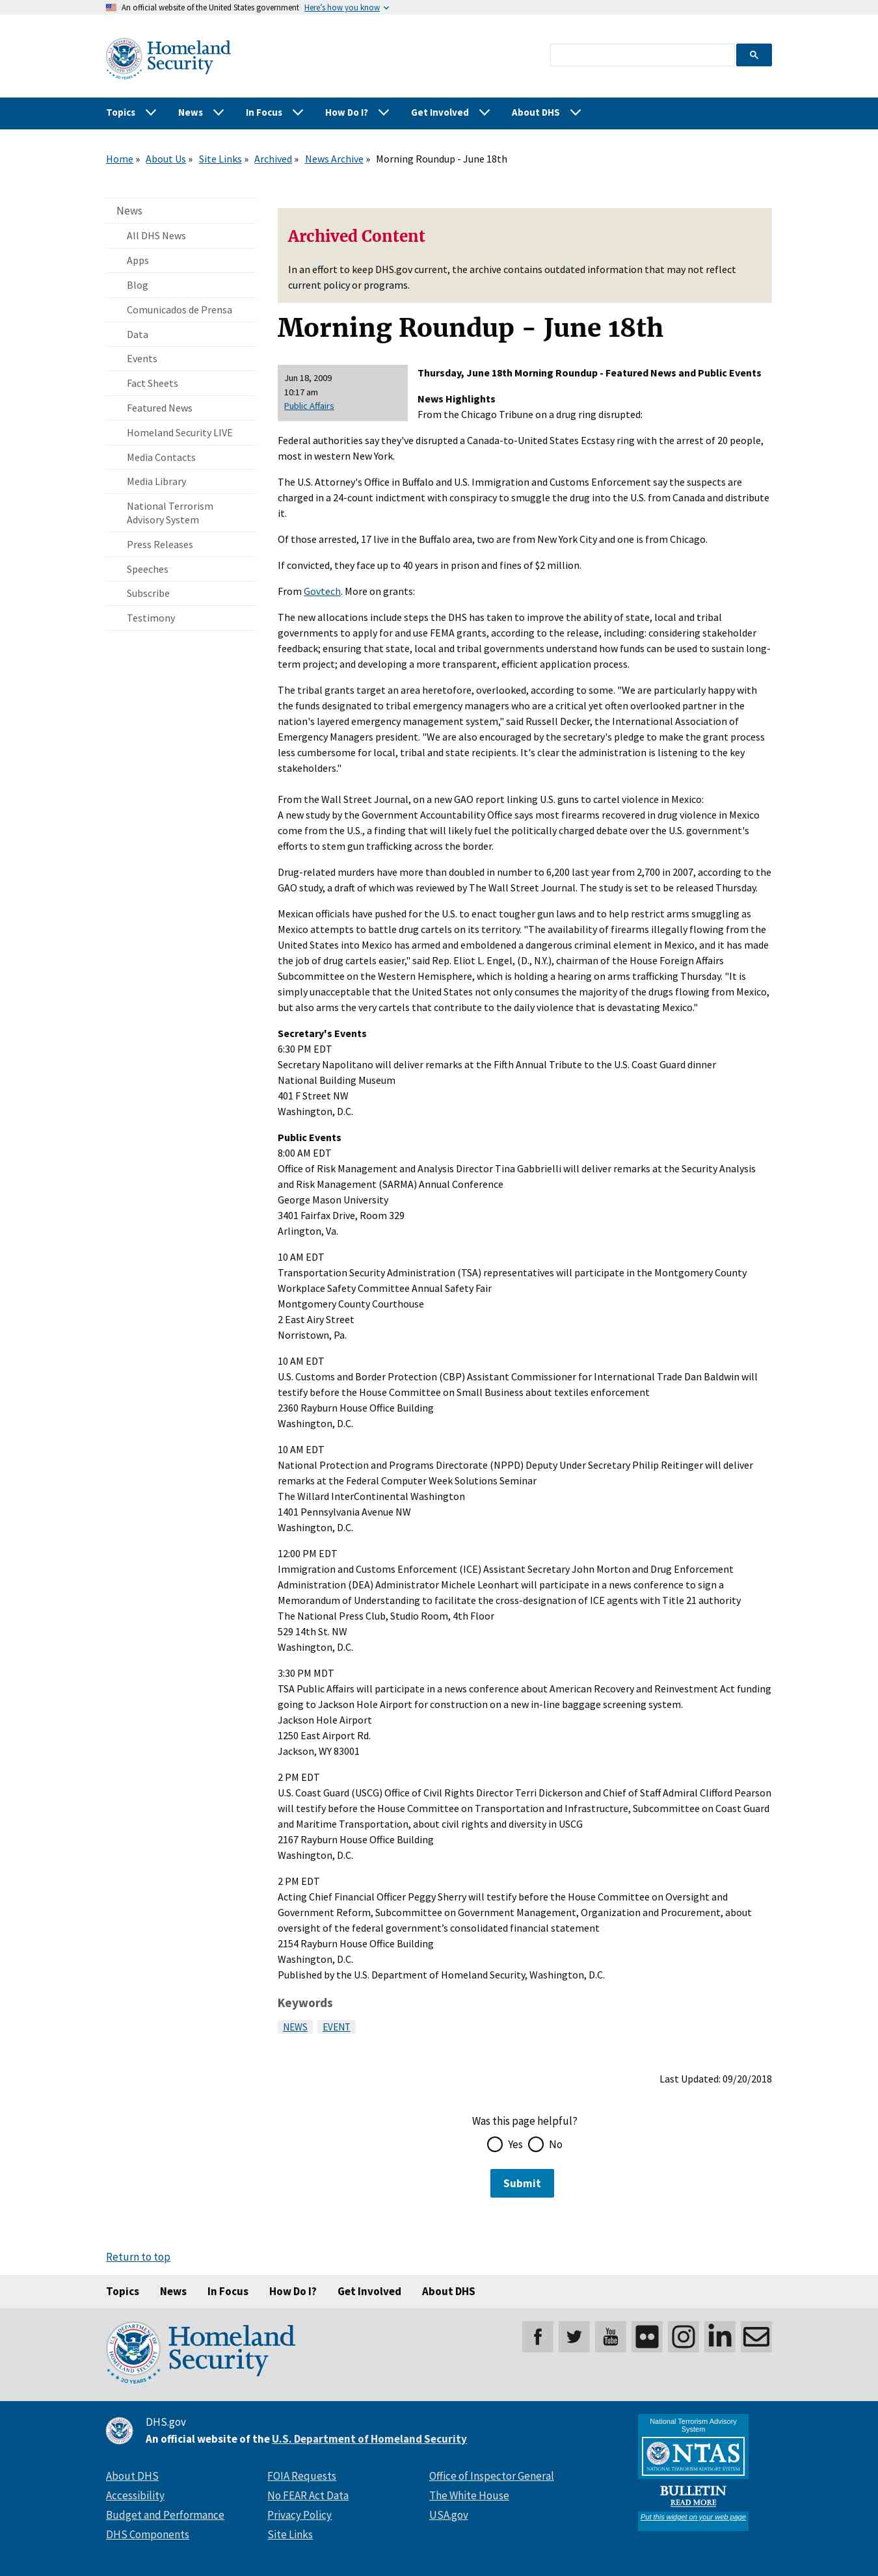 An official website of the United States government Here's how you know
Homeland
Security
Topics News In Focus How Do I? Get Involved About DHS
Home » About Us » Site Links » Archived » News Archive » Morning Roundup - June 18th
News
All DHS News
Apps
Blog
Comunicados de Prensa
Data
Events
Fact Sheets
Featured News
Homeland Security LIVE
Media Contacts
Media Library
National Terrorism
Advisory System
Press Releases
Speeches
Subscribe
Testimony
Archived Content
In an effort to keep DHS.gov current, the archive contains outdated information that may not reflect
current policy or programs.
Morning Roundup - June 18th
Jun 18, 2009
10:17 am
Public Affairs
Thursday, June 18th Morning Roundup - Featured News and Public Events
News Highlights
From the Chicago Tribune on a drug ring disrupted:
Federal authorities say they've disrupted a Canada-to-United States Ecstasy ring with the arrest of 20 people,
most in western New York.
The U.S. Attorney's Office in Buffalo and U.S. Immigration and Customs Enforcement say the suspects are
charged in a 24-count indictment with conspiracy to smuggle the drug into the U.S. from Canada and distribute
it.
Of those arrested, 17 live in the Buffalo area, two are from New York City and one is from Chicago.
If convicted, they face up to 40 years in prison and fines of $2 million.
From Govtech. More on grants:
The new allocations include steps the DHS has taken to improve the ability of state, local and tribal
governments to apply for and use FEMA grants, according to the release, including: considering stakeholder
feedback; ensuring that state, local and tribal governments understand how funds can be used to sustain long-
term project; and developing a more transparent, efficient application process.
The tribal grants target an area heretofore, overlooked, according to some. "We are particularly happy with
the funds designated to tribal emergency managers who are a critical yet often overlooked partner in the
nation's layered emergency management system," said Russell Decker, the International Association of
Emergency Managers president. "We are also encouraged by the secretary's pledge to make the grant process
less cumbersome for local, tribal and state recipients. It's clear the administration is listening to the key
stakeholders."
From the Wall Street Journal, on a new GAO report linking U.S. guns to cartel violence in Mexico:
A new study by the Government Accountability Office says most firearms recovered in drug violence in Mexico
come from the U.S., a finding that will likely fuel the politically charged debate over the U.S. government's
efforts to stem gun trafficking across the border.
Drug-related murders have more than doubled in number to 6,200 last year from 2,700 in 2007, according to the
GAO study, a draft of which was reviewed by The Wall Street Journal. The study is set to be released Thursday.
Mexican officials have pushed for the U.S. to enact tougher gun laws and to help restrict arms smuggling as
Mexico attempts to battle drug cartels on its territory. "The availability of firearms illegally flowing from the
United States into Mexico has armed and emboldened a dangerous criminal element in Mexico, and it has made
the job of drug cartels easier," said Rep. Eliot L. Engel, (D., N.Y.), chairman of the House Foreign Affairs
Subcommittee on the Western Hemisphere, which is holding a hearing on arms trafficking Thursday. "It is
simply unacceptable that the United States not only consumes the majority of the drugs flowing from Mexico,
but also arms the very cartels that contribute to the daily violence that is devastating Mexico."
Secretary's Events
6:30 PM EDT
Secretary Napolitano will deliver remarks at the Fifth Annual Tribute to the U.S. Coast Guard dinner
National Building Museum
401 F Street NW
Washington, D.C.
Public Events
8:00 AM EDT
Office of Risk Management and Analysis Director Tina Gabbrielli will deliver remarks at the Security Analysis
and Risk Management (SARMA) Annual Conference
George Mason University
3401 Fairfax Drive, Room 329
Arlington, Va.
10 AM EDT
Transportation Security Administration (TSA) representatives will participate in the Montgomery County
Workplace Safety Committee Annual Safety Fair
Montgomery County Courthouse
2 East Airy Street
Norristown, Pa.
10 AM EDT
U.S. Customs and Border Protection (CBP) Assistant Commissioner for International Trade Dan Baldwin will
testify before the House Committee on Small Business about textiles enforcement
2360 Rayburn House Office Building
Washington, D.C.
10 AM EDT
National Protection and Programs Directorate (NPPD) Deputy Under Secretary Philip Reitinger will deliver
remarks at the Federal Computer Week Solutions Seminar
The Willard InterContinental Washington
1401 Pennsylvania Avenue NW
Washington, D.C.
12:00 PM EDT
Immigration and Customs Enforcement (ICE) Assistant Secretary John Morton and Drug Enforcement
Administration (DEA) Administrator Michele Leonhart will participate in a news conference to sign a
Memorandum of Understanding to facilitate the cross-designation of ICE agents with Title 21 authority
The National Press Club, Studio Room, 4th Floor
529 14th St. NW
Washington, D.C.
3:30 PM MDT
TSA Public Affairs will participate in a news conference about American Recovery and Reinvestment Act funding
going to Jackson Hole Airport for construction on a new in-line baggage screening system.
Jackson Hole Airport
1250 East Airport Rd.
Jackson, WY 83001
2 PM EDT
U.S. Coast Guard (USCG) Office of Civil Rights Director Terri Dickerson and Chief of Staff Admiral Clifford Pearson
will testify before the House Committee on Transportation and Infrastructure, Subcommittee on Coast Guard
and Maritime Transportation, about civil rights and diversity in USCG
2167 Rayburn House Office Building
Washington, D.C.
2 PM EDT
Acting Chief Financial Officer Peggy Sherry will testify before the House Committee on Oversight and
Government Reform, Subcommittee on Government Management, Organization and Procurement, about
oversight of the federal government’s consolidated financial statement
2154 Rayburn House Office Building
Washington, D.C.
Published by the U.S. Department of Homeland Security, Washington, D.C.
Keywords
NEWS EVENT
Last Updated: 09/20/2018
Was this page helpful?
Yes No
Submit
Return to top
Topics News In Focus How Do I? Get Involved About DHS
Homeland
Security
20 YEARS
You
Tube
DHS.gov
An official website of the U.S. Department of Homeland Security
About DHS
Accessibility
Budget and Performance
DHS Components
FOIA Requests
No FEAR Act Data
Privacy Policy
Site Links
Office of Inspector General
The White House
USA.gov
National Terrorism Advisory
System
NTAS
NATIONAL TERRORISM ADVISORY SYSTEM
BULLETIN
READ MORE
Put this widget on your web page